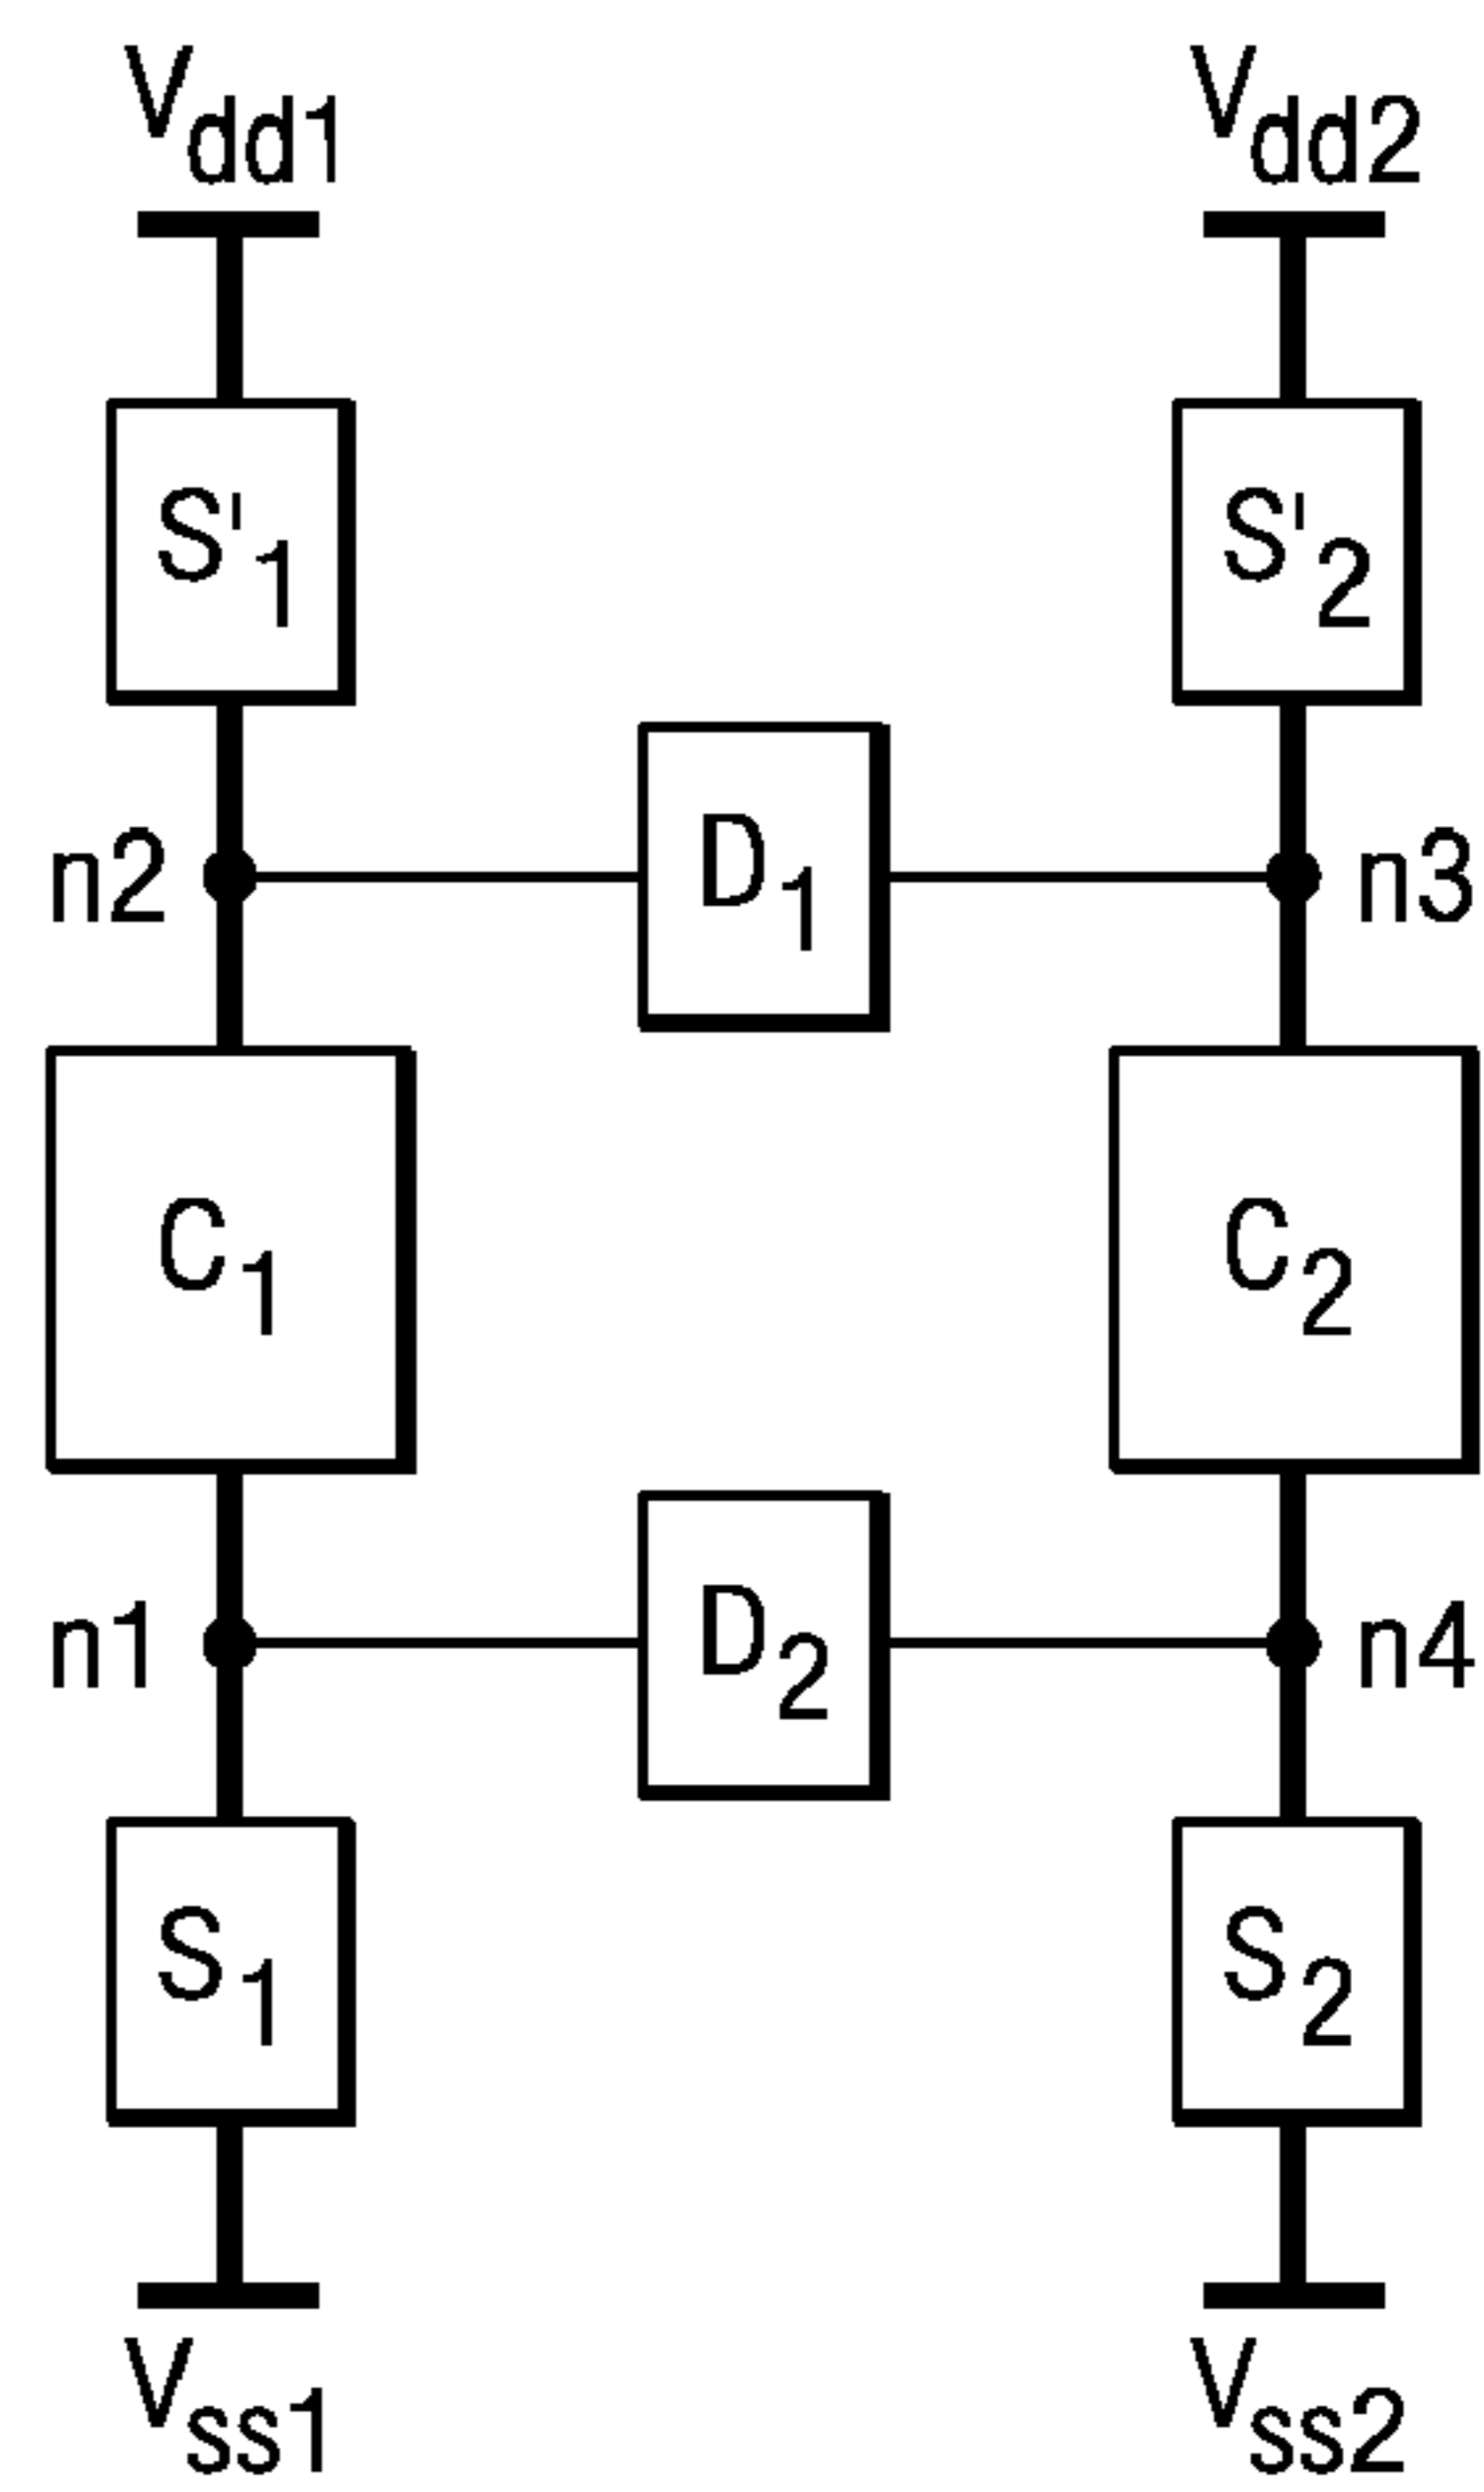 Vdd1 Vdd2
S'1 S'2
n2 D1 n3
C1 C2
n1 D2 n4
S1 S2
Vss1 Vss2